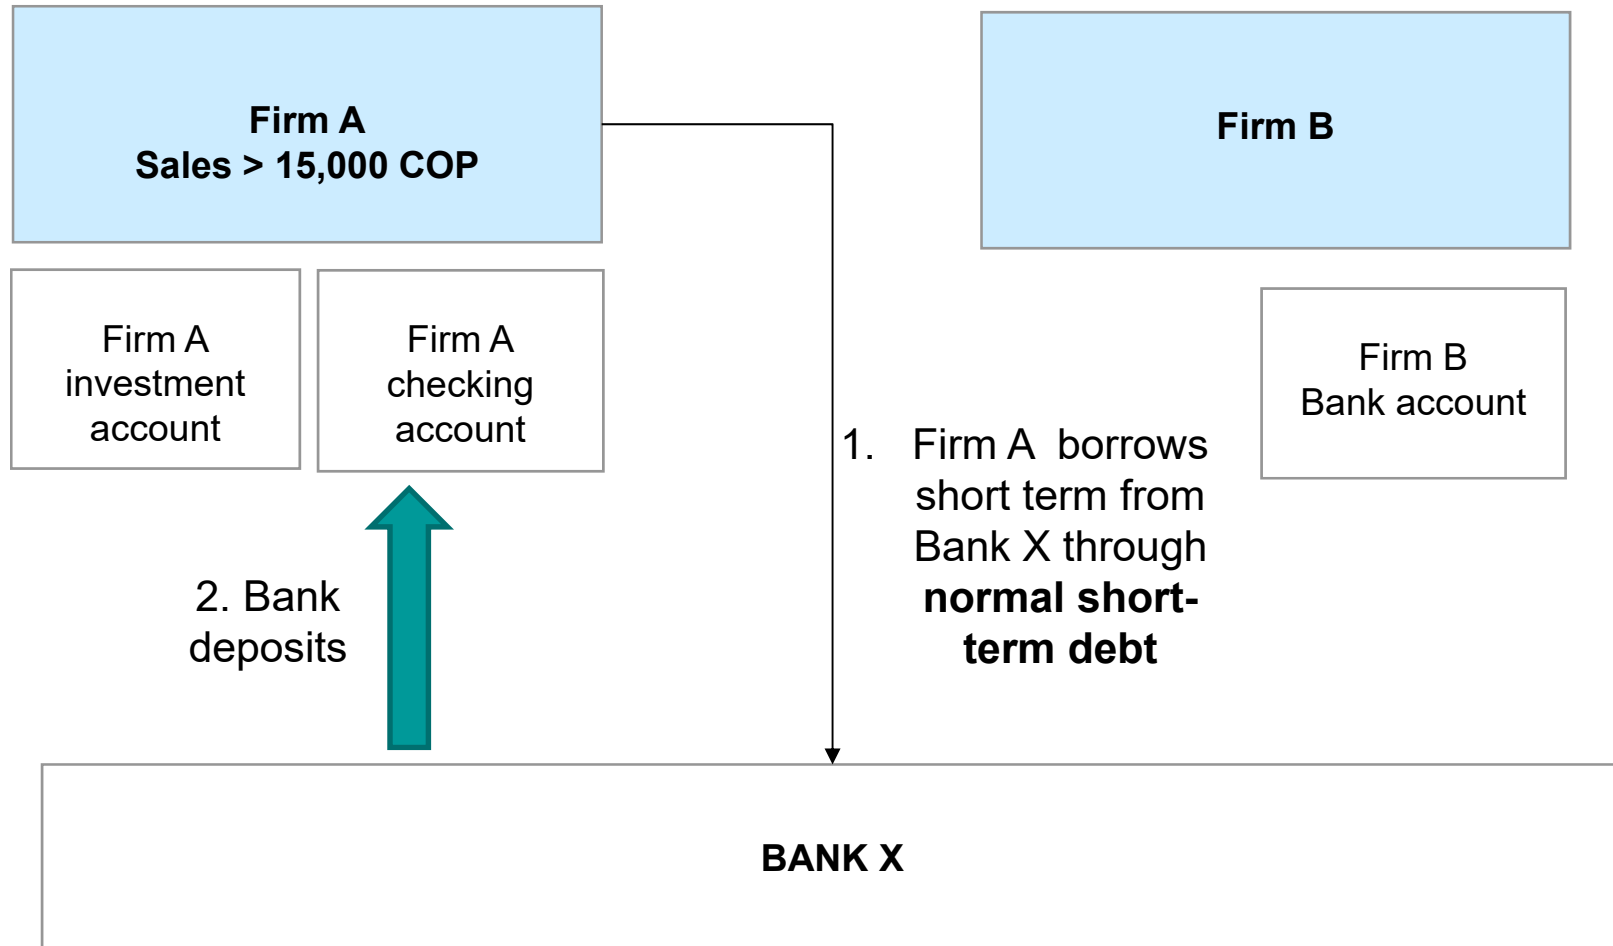 Firm A
Sales > 15,000 COP
Firm B
Firm A
investment
account
Firm A
checking
account
Firm B
Bank account
1. Firm A borrows
short term from
Bank X through
normal short-
term debt
2. Bank
deposits
BANK X